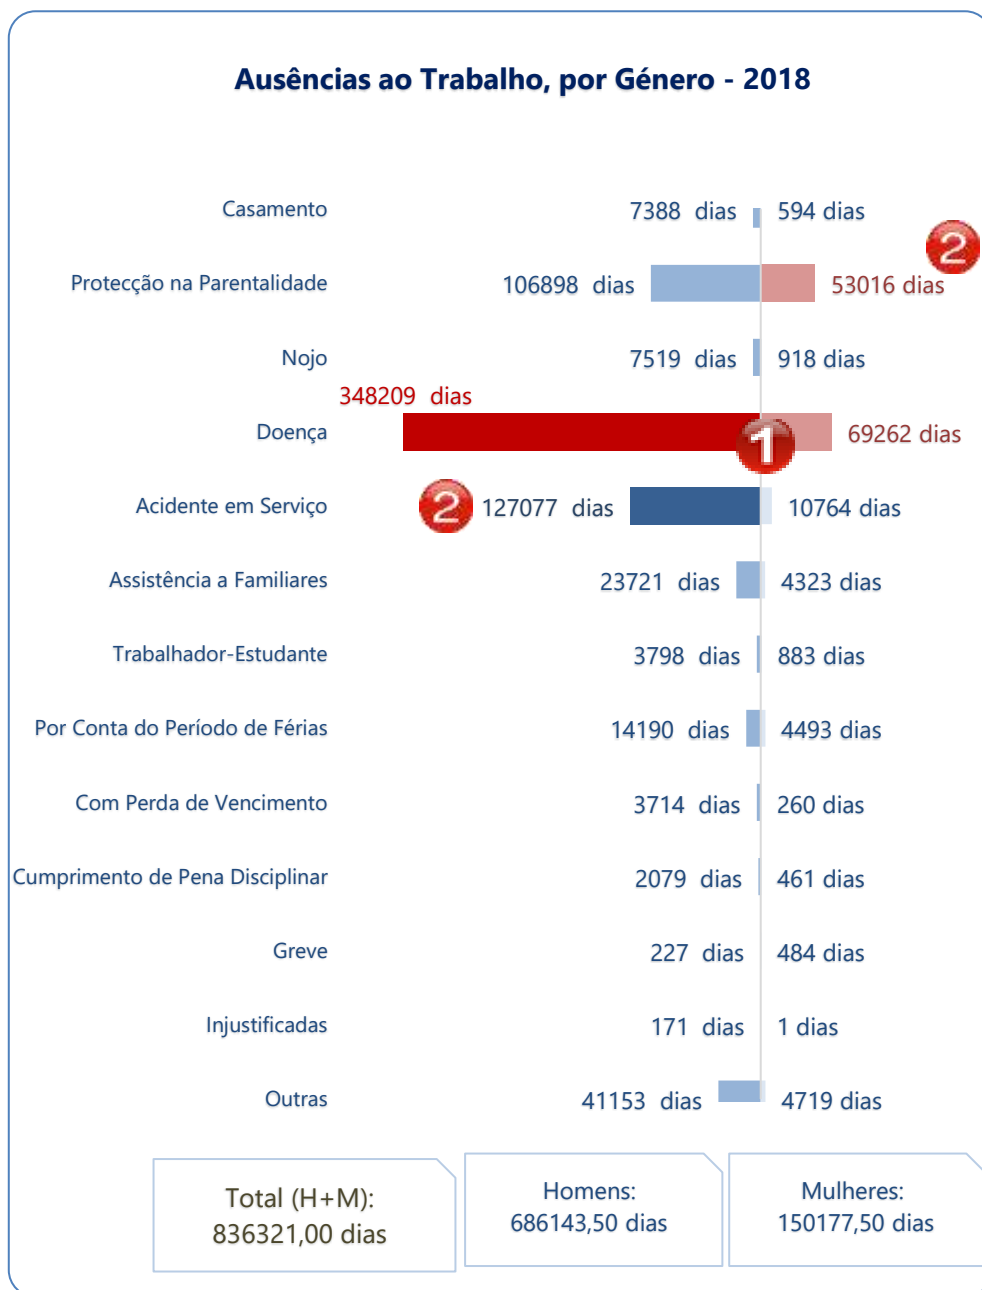 Ausências ao Trabalho, por Género - 2018
Casamento 7388 dias 594 dias
2
Protecção na Parentalidade 106898 dias 53016 dias
Nojo 7519 dias 918 dias
348209 dias
Doença 1 69262 dias
Acidente em Serviço 2 127077 dias 10764 dias
Assistência a Familiares 23721 dias 4323 dias
Trabalhador-Estudante 3798 dias 883 dias
Por Conta do Período de Férias 14190 dias 4493 dias
Com Perda de Vencimento 3714 dias 260 dias
Cumprimento de Pena Disciplinar 2079 dias 461 dias
Greve 227 dias 484 dias
Injustificadas 171 dias 1 dias
Outras 41153 dias 4719 dias
Total (H+M):
836321,00 dias
Homens:
686143,50 dias
Mulheres:
150177,50 dias